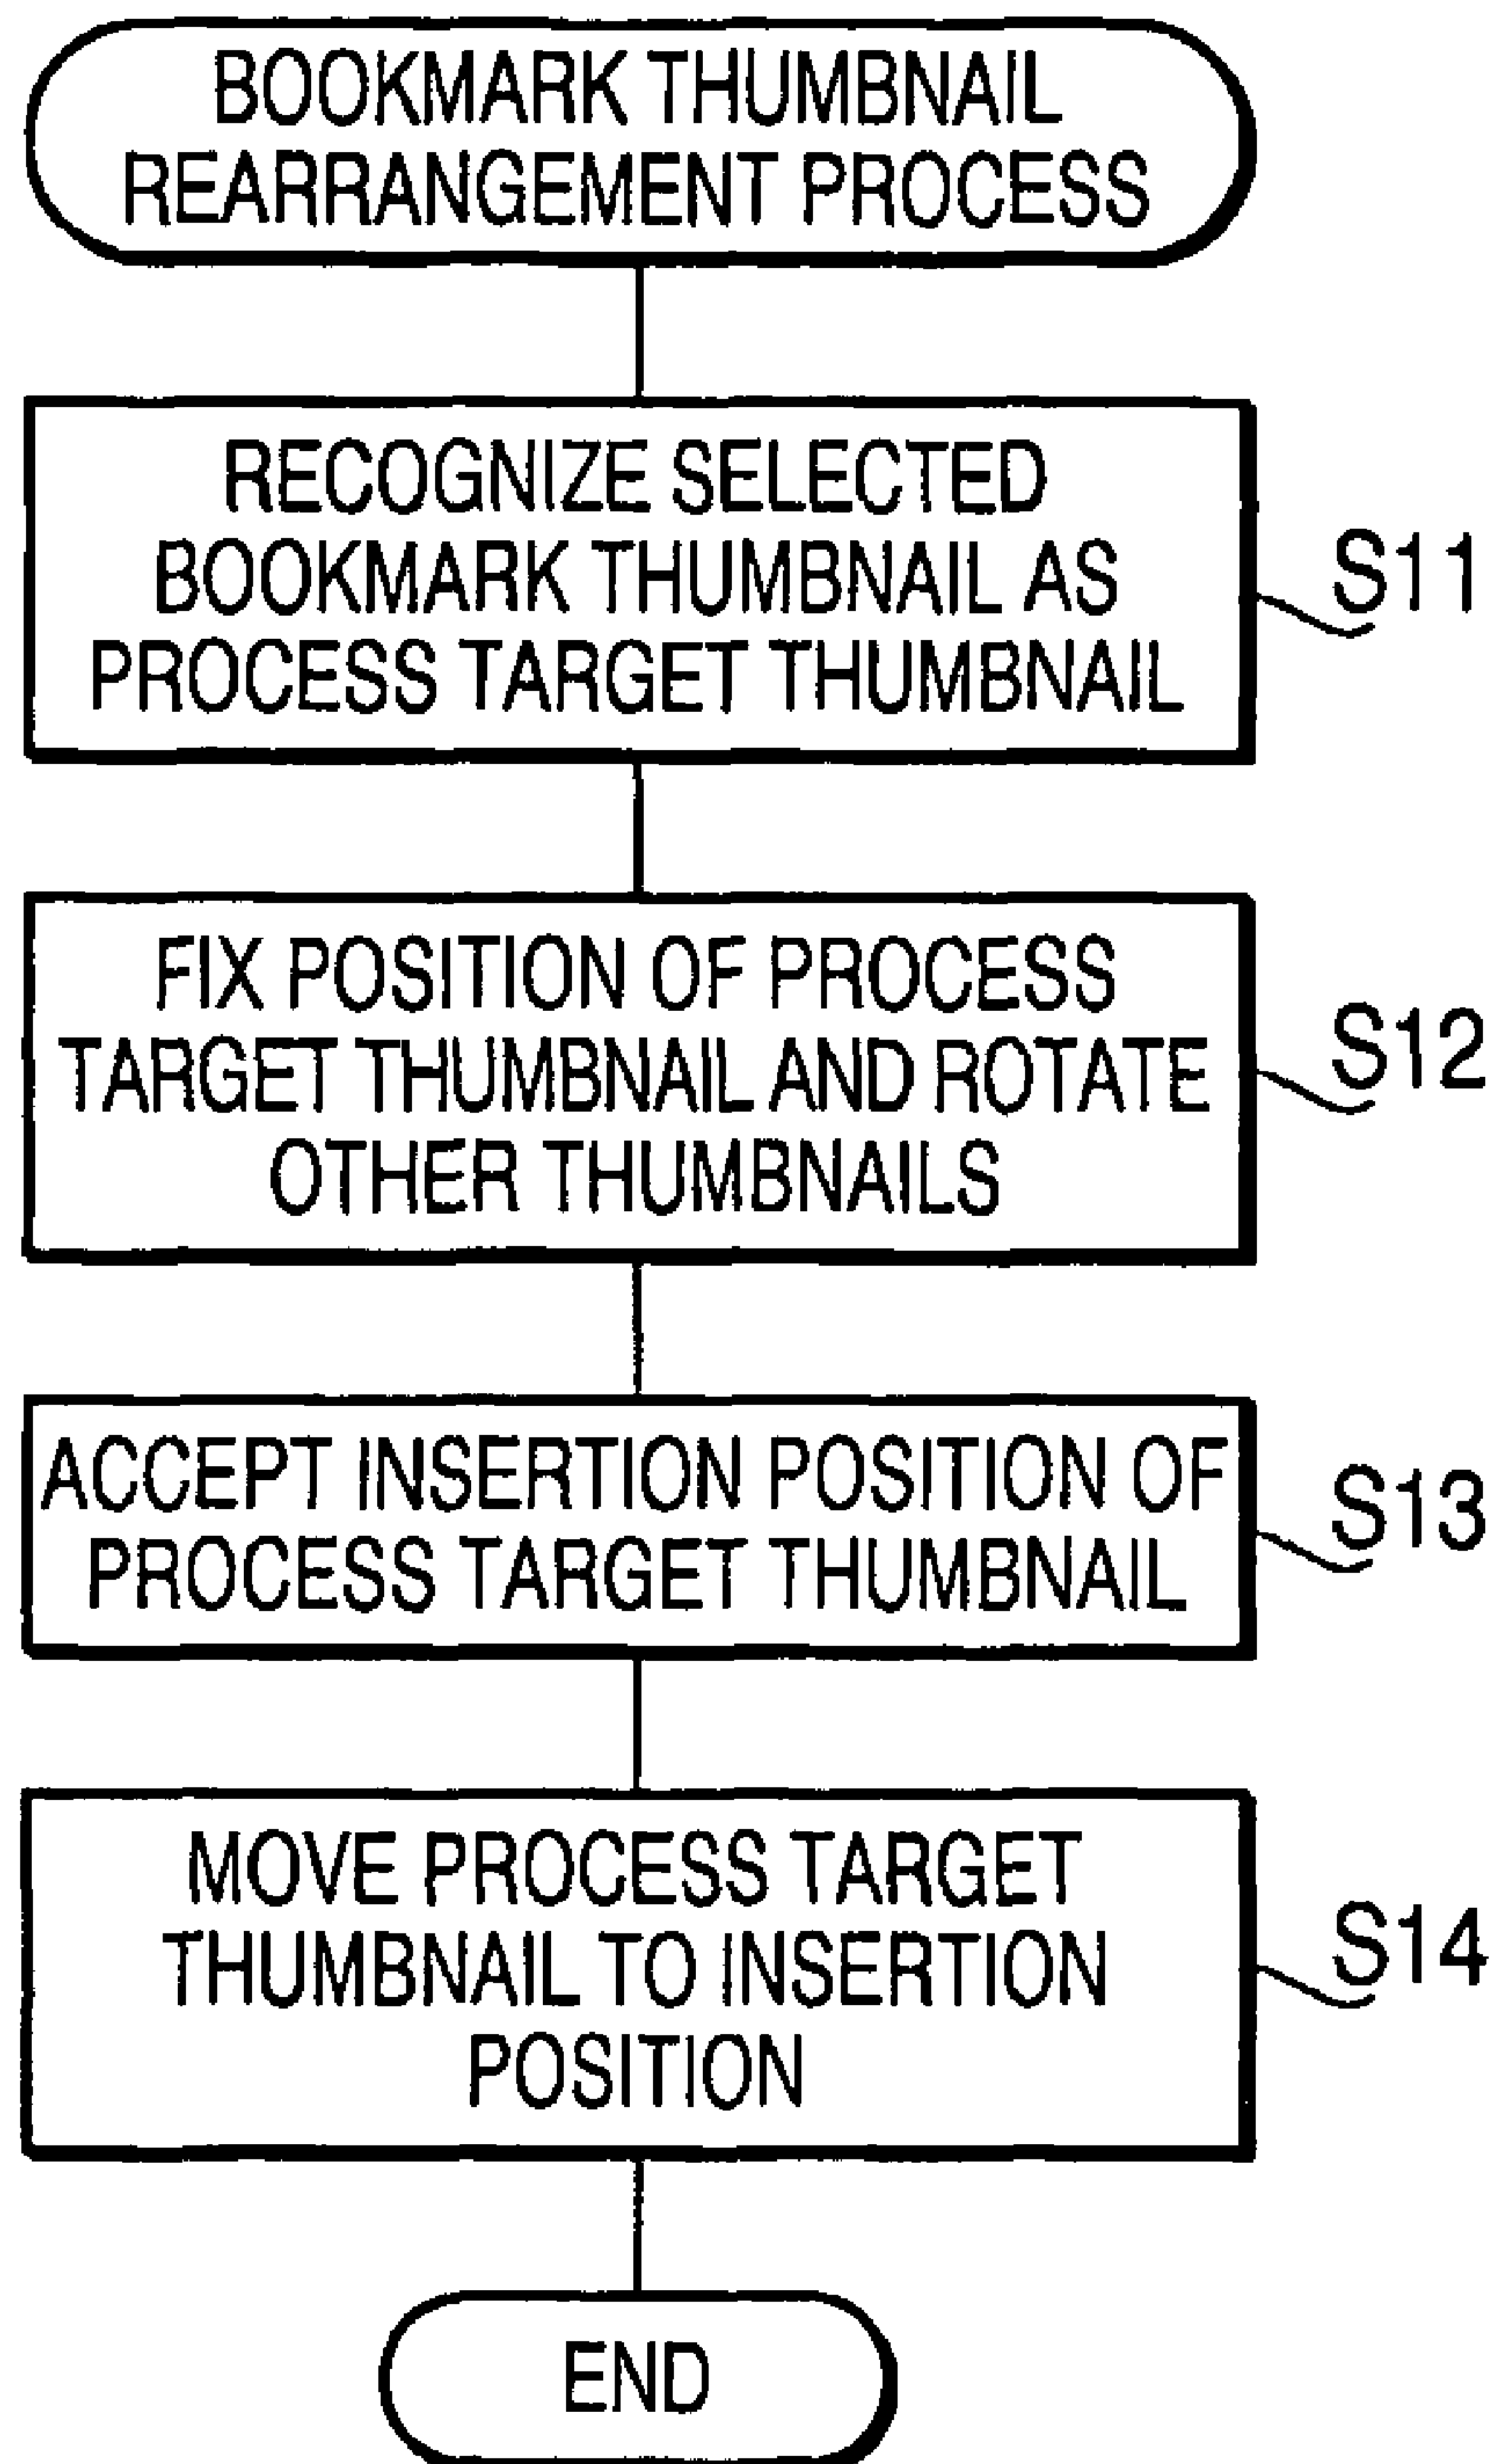 BOOKMARK THUMBNAIL
REARRANGEMENT PROCESS
RECOGNIZE SELECTED
BOOKMARK THUMBNAIL AS
PROCESS TARGET THUMBNAIL
S11
FIX POSITION OF PROCESS
TARGET THUMBNAIL AND ROTATE
OTHER THUMBNAILS
S12
ACCEPT INSERTION POSITION OF
PROCESS TARGET THUMBNAIL
S13
MOVE PROCESS TARGET
THUMBNAIL TO INSERTION
POSITION
S14
END